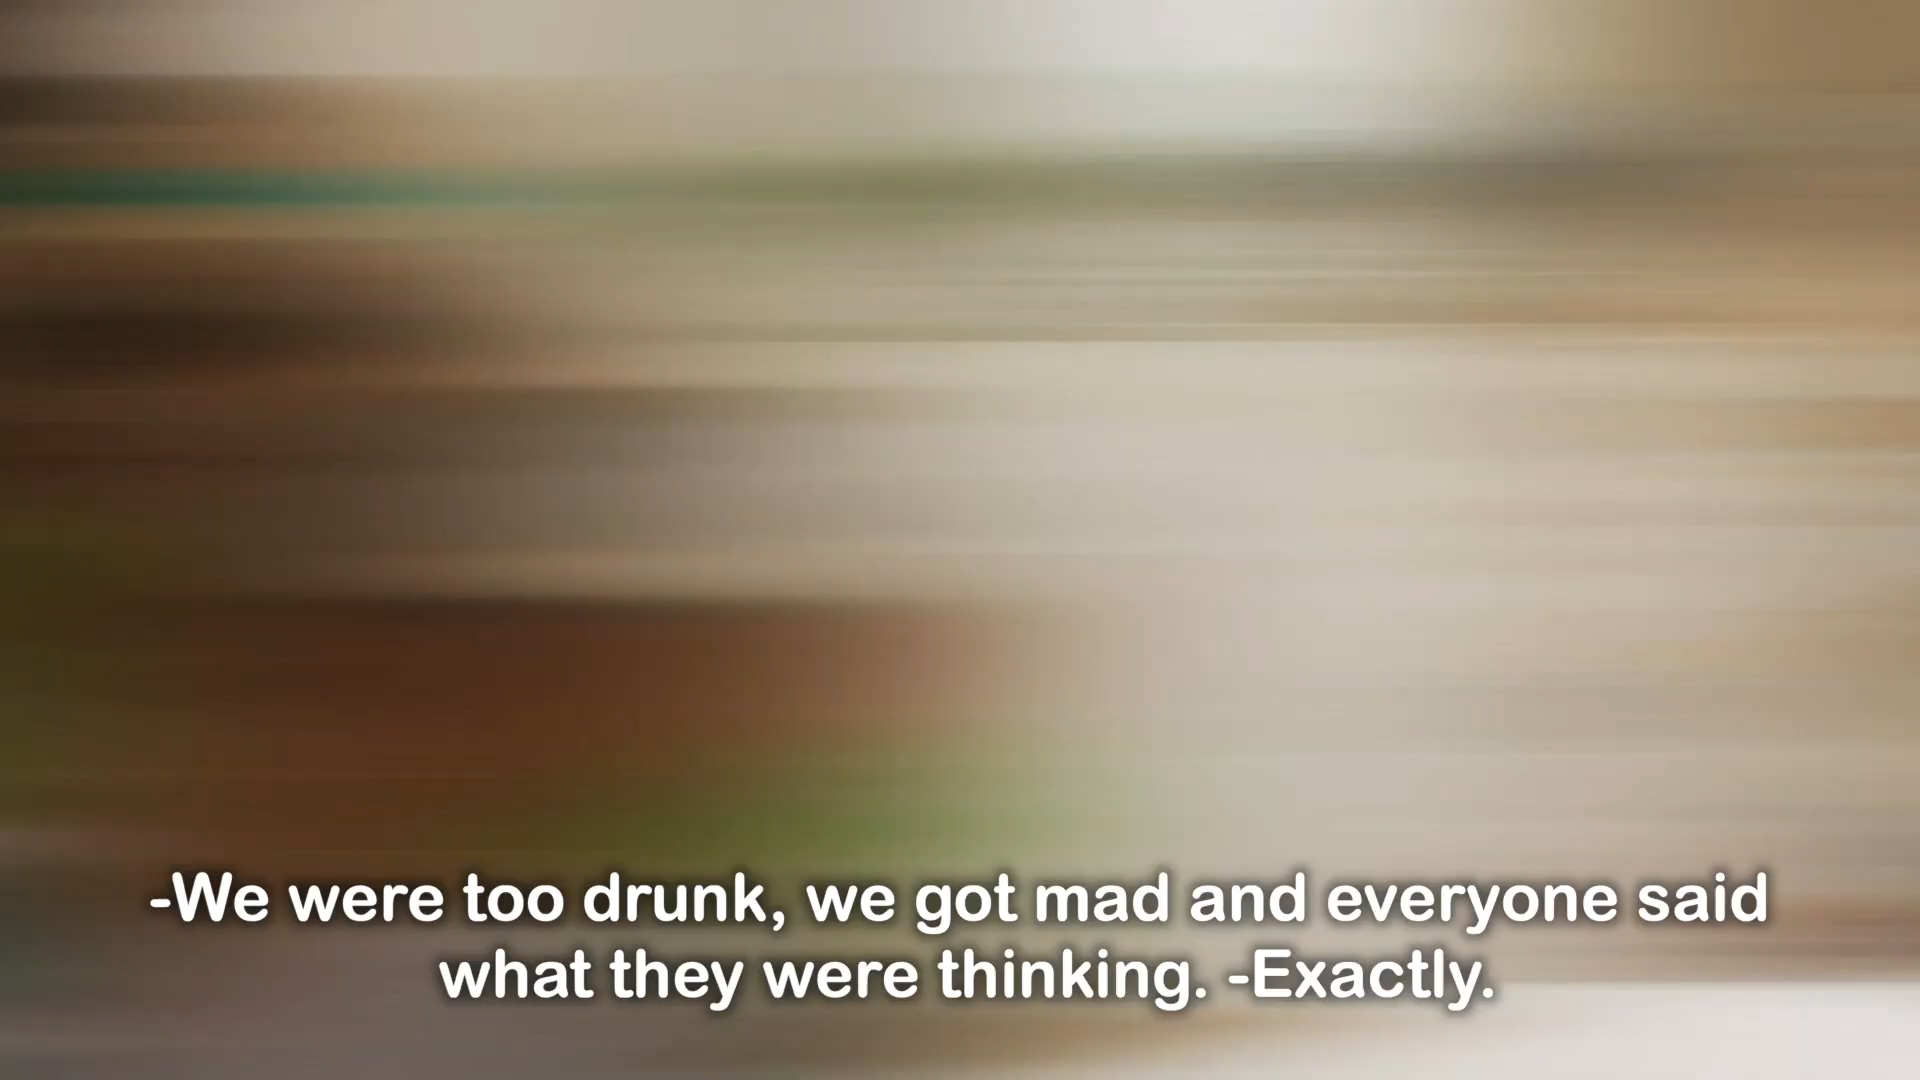 -We were too drunk, we got mad and everyone said
what they were thinking. -Exactly.